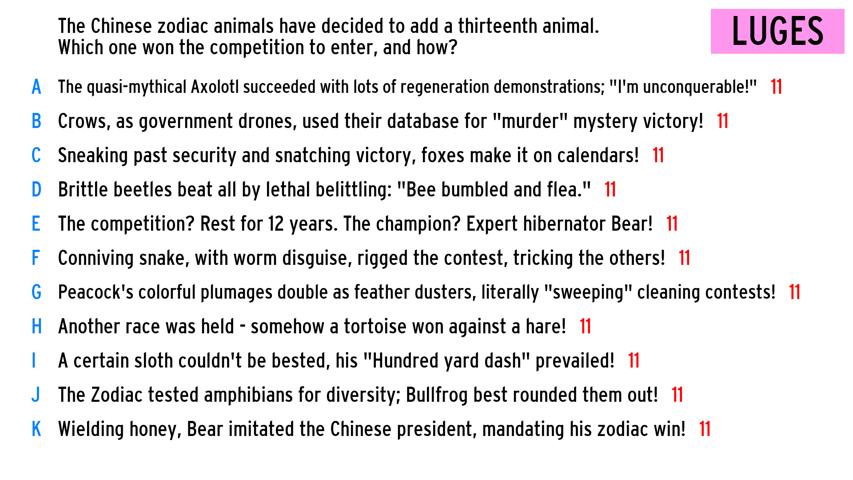 The Chinese zodiac animals have decided to add a thirteenth animal.
Which one won the competition to enter, and how?
LUGES
A The quasi-mythical Axolotl succeeded with lots of regeneration demonstrations; "I'm unconquerable!" 11
B Crows, as government drones, used their database for "murder" mystery victory! 11
C Sneaking past security and snatching victory, foxes make it on calendars! 11
D Brittle beetles beat all by lethal belittling: "Bee bumbled and flea." 11
E The competition? Rest for 12 years. The champion? Expert hibernator Bear! 11
F Conniving snake, with worm disguise, rigged the contest, tricking the others! 11
G Peacock's colorful plumages double as feather dusters, literally "sweeping" cleaning contests! 11
H Another race was held - somehow a tortoise won against a hare! 11
I A certain sloth couldn't be bested, his "Hundred yard dash" prevailed! 11
J The Zodiac tested amphibians for diversity; Bullfrog best rounded them out! 11
K Wielding honey, Bear imitated the Chinese president, mandating his zodiac win! 11